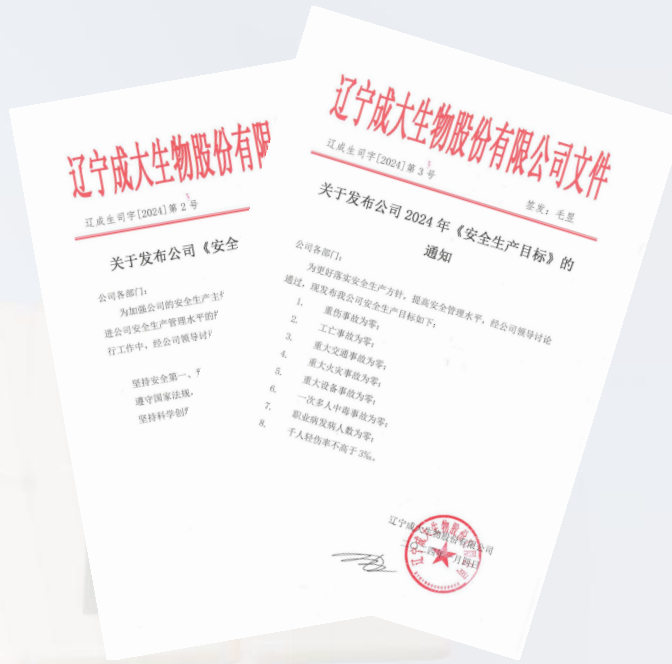 辽宁成大生物股份有限
辽成生司字[2024]第 2 号
关于发布公司《安全
公司各部门：
为加强公司的安全生产主
进公司安全生产管理水平的
行工作中，经公司领导讨
坚持安全第一、
遵守国家法规，
坚持科学创
辽宁成大生物股份有限公司文件
辽成生司字[2024]第 3 号
签发：毛昱
关于发布公司 2024 年《安全生产目标》的
通知
公司各部门：
为更好落实安全生产方针，提高安全管理水平，经公司领导讨论
通过，现发布我公司安全生产目标如下：
1. 重伤事故为零；
2. 工亡事故为零；
3. 重大交通事故为零；
4. 重大火灾事故为零；
5. 重大设备事故为零；
6. 一次多人中毒事故为零；
7. 职业病发病人数为零；
8. 千人轻伤率不高于 3‰。
辽宁成大生物股份有限公司